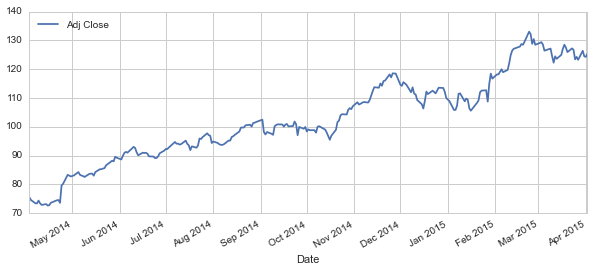 140
130
120
110
100
90
80
70
Adj Close
May 2014
Jun 2014
Jul 2014
Aug 2014
Sep 2014
Oct 2014
Nov 2014
Dec 2014
Jan 2015
Feb 2015
Mar 2015
Apr 2015
Date